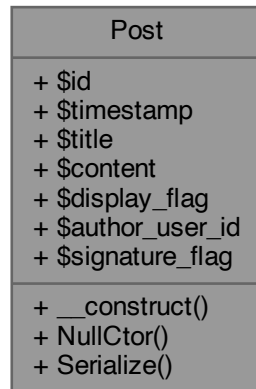 Post
+ $id
+ $timestamp
+ $title
+ $content
+ $display_flag
+ $author_user_id
+ $signature_flag
+ __construct()
+ NullCtor()
+ Serialize()